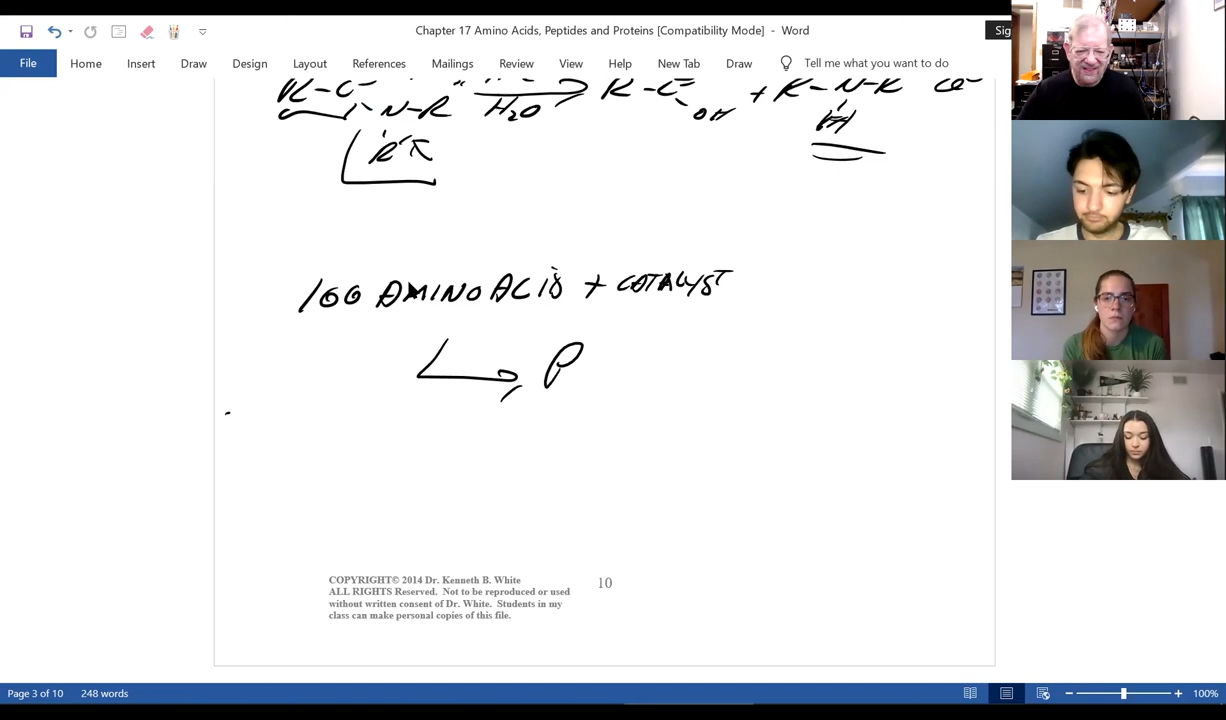 Chapter 17 Amino Acids, Peptides and Proteins [Compatibility Mode] - Word
Sig
File Home Insert Draw Design Layout References Mailings Review View Help New Tab Draw Tell me what you want to do
R-C N-R H2O R-C OH + R-N-R
R
H
100 AMINO ACIDS + CATALYST
P
COPYRIGHT© 2014 Dr. Kenneth B. White
ALL RIGHTS Reserved. Not to be reproduced or used
without written consent of Dr. White. Students in my
class can make personal copies of this file.
10
Page 3 of 10 248 words 100%